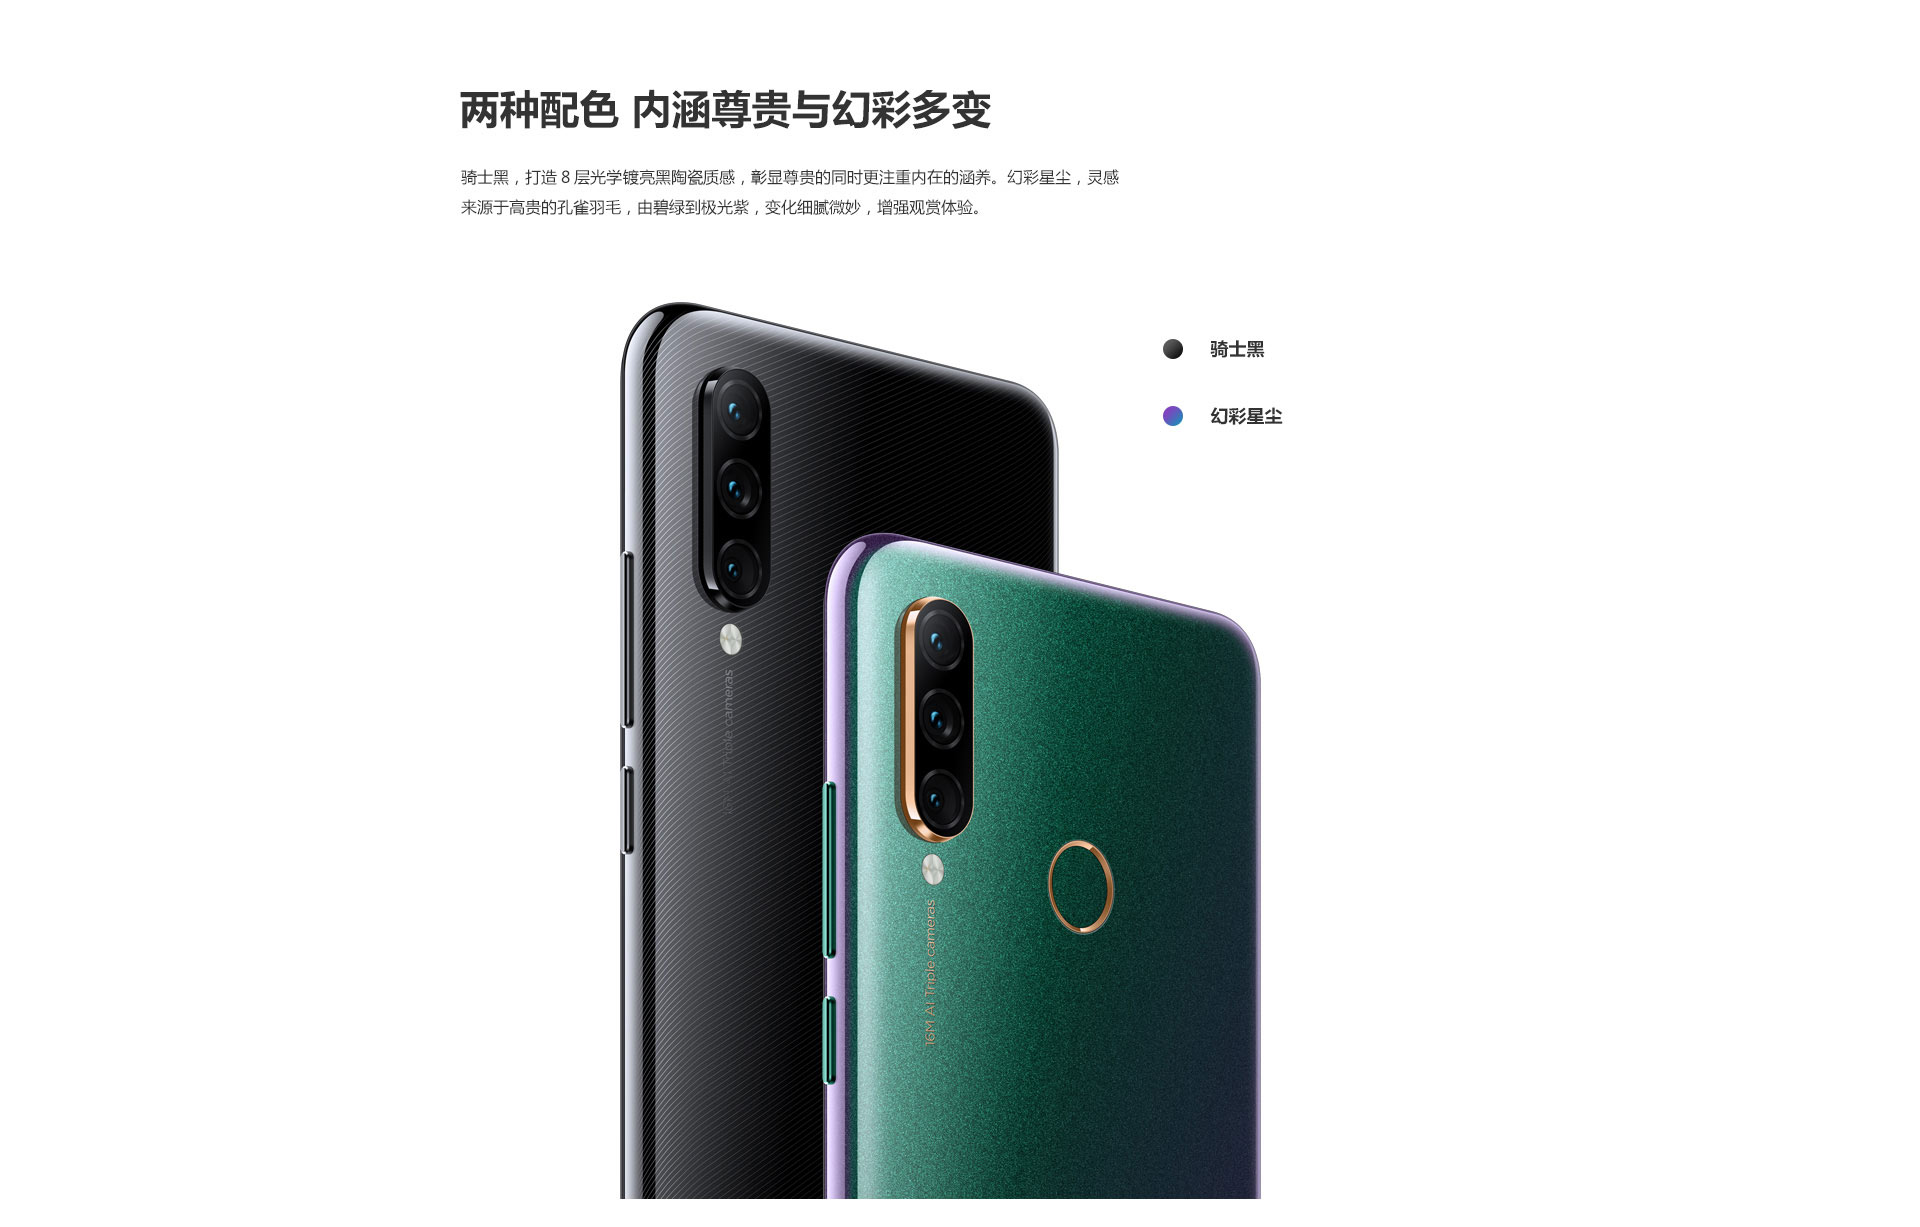 两种配色 内涵尊贵与幻彩多变
骑士黑，打造 8 层光学镀亮黑陶瓷质感，彰显尊贵的同时更注重内在的涵养。幻彩星尘，灵感
来源于高贵的孔雀羽毛，由碧绿到极光紫，变化细腻微妙，增强观赏体验。
骑士黑
幻彩星尘
16M AI Triple cameras
16M AI Triple cameras